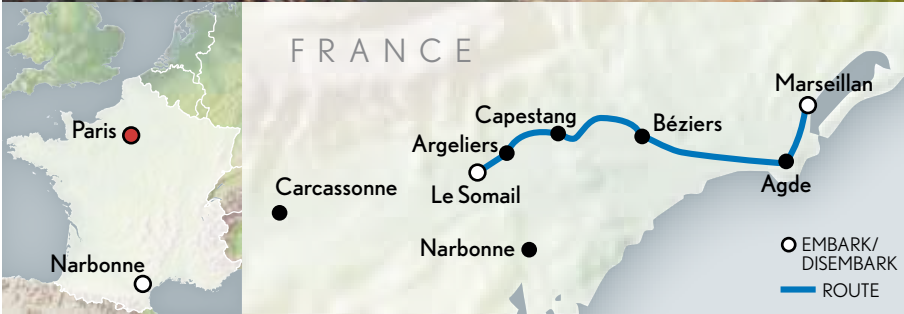 Paris
Narbonne
FRANCE
Marseillan
Capestang
Béziers
Argeliers
Le Somail
Agde
Carcassonne
Narbonne
EMBARK/
DISEMBARK
ROUTE